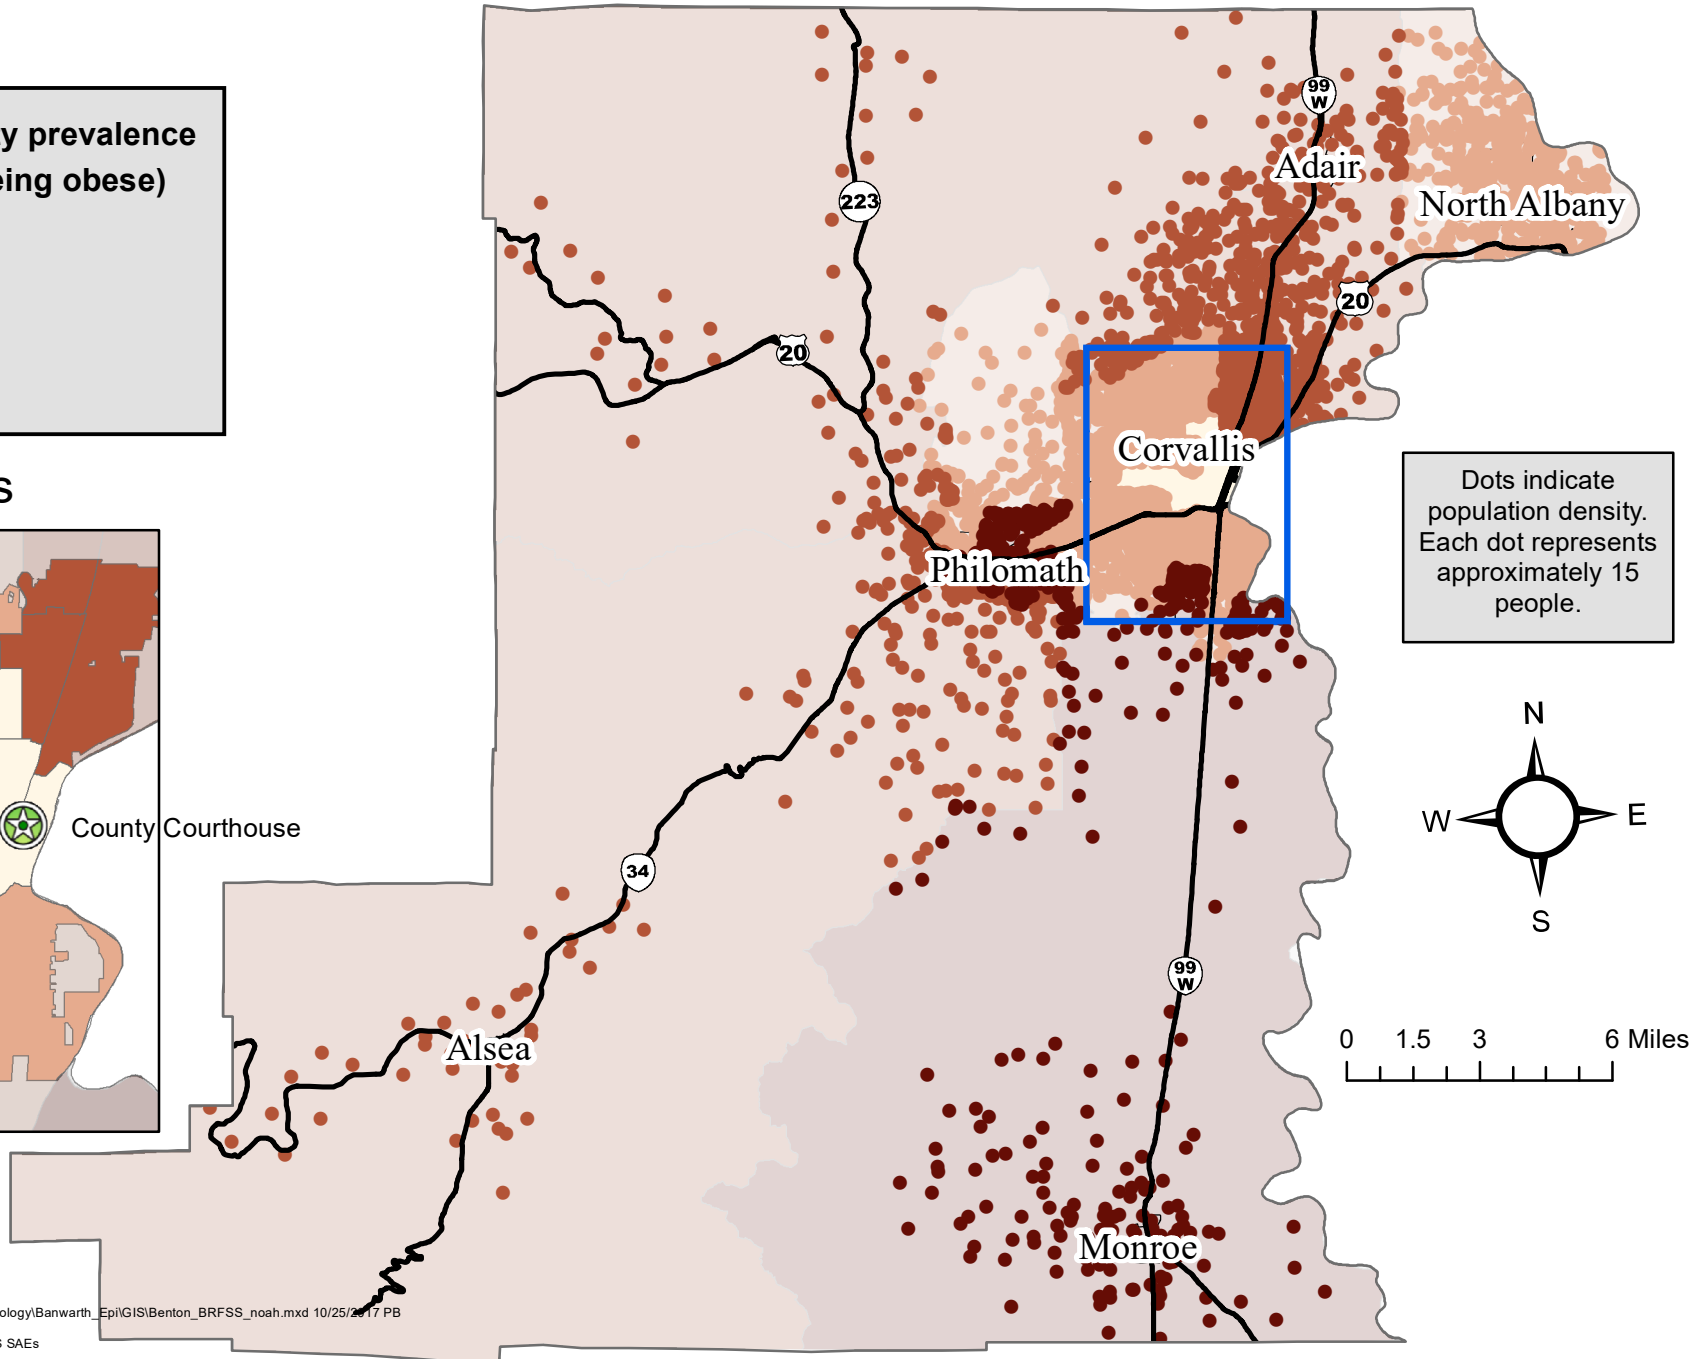 prevalence
being obese)
99
W
Adair
North Albany
223
20
20
Corvallis
Philomath
Dots indicate
population density.
Each dot represents
approximately 15
people.
N
W
E
S
County Courthouse
34
99
W
0 1.5 3 6 Miles
Alsea
Monroe
ology\Banwarth_Epi\GIS\Benton_BRFSS_noah.mxd 10/25/2017 PB
SAEs